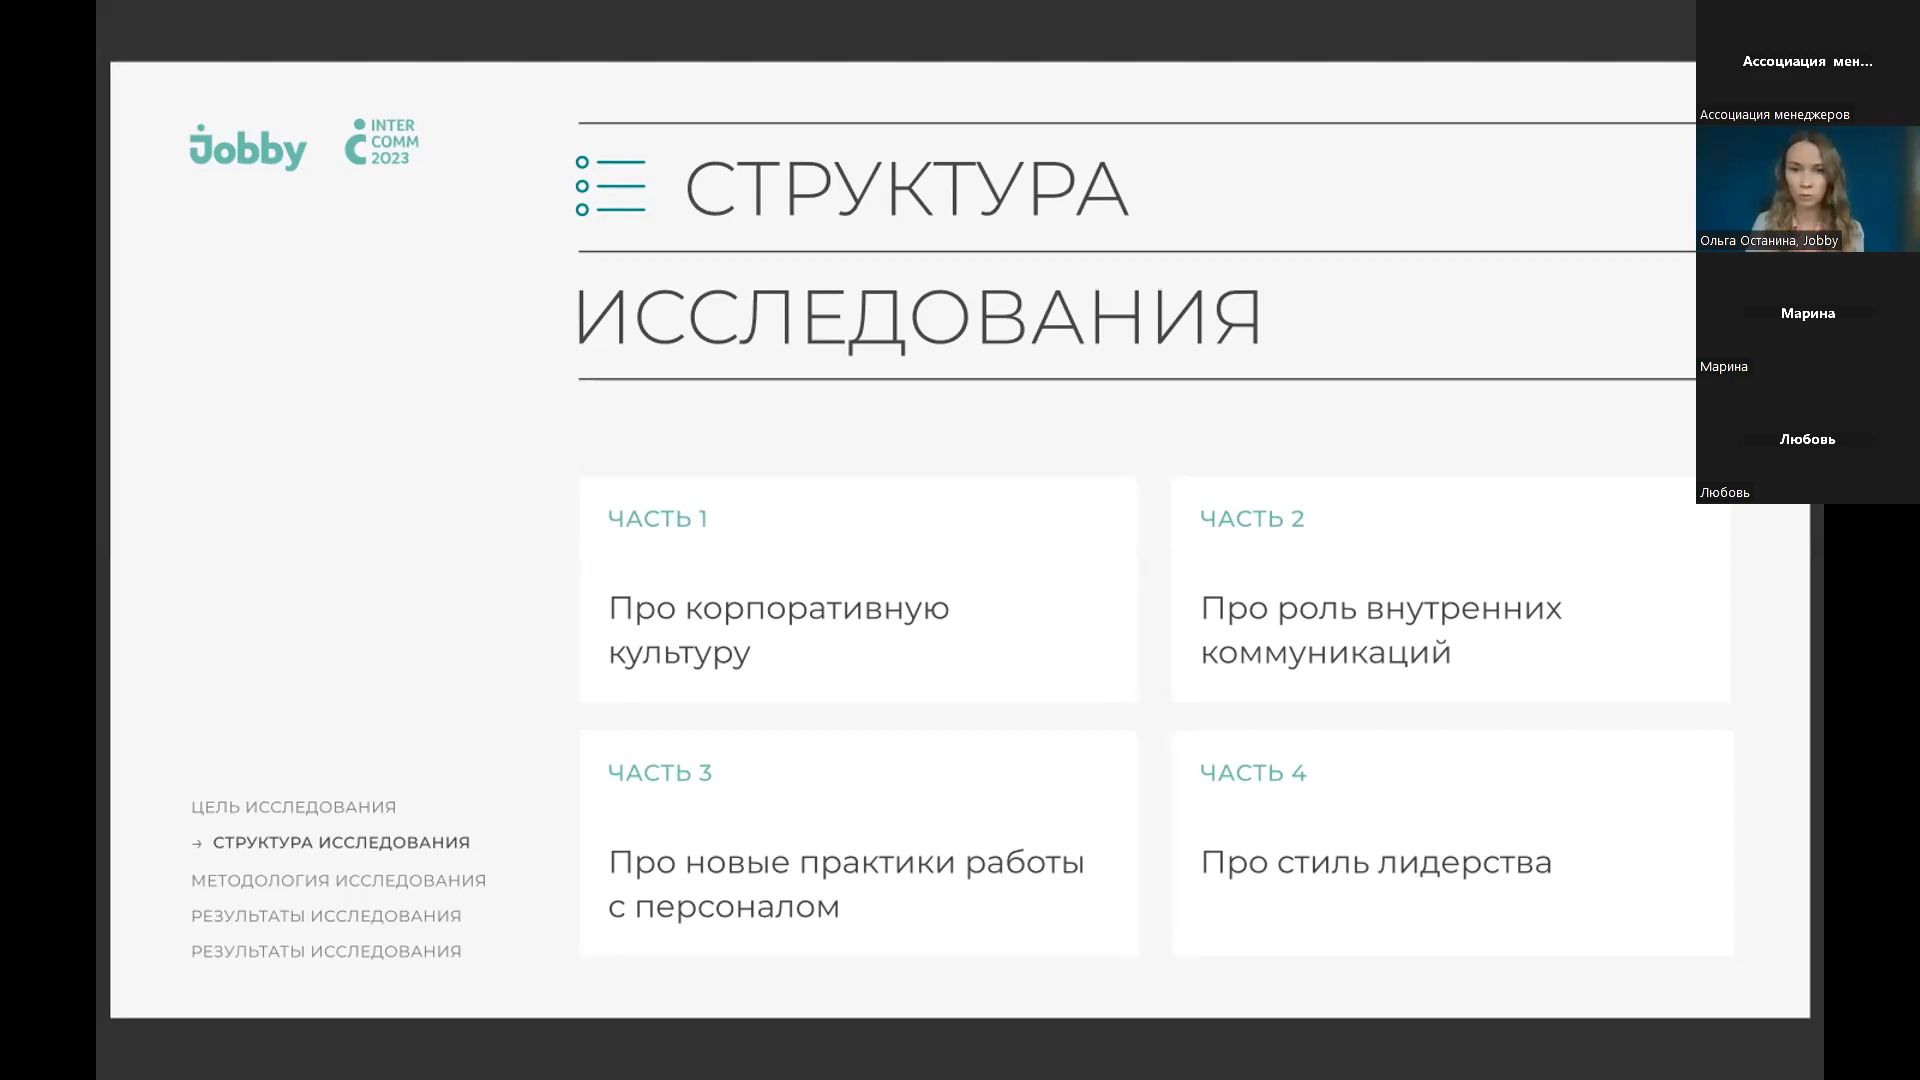 Jobby
INTER
COMM
2023
СТРУКТУРА
ИССЛЕДОВАНИЯ
ЧАСТЬ 1
Про корпоративную
культуру
ЧАСТЬ 2
Про роль внутренних
коммуникаций
ЧАСТЬ 3
Про новые практики работы
с персоналом
ЧАСТЬ 4
Про стиль лидерства
ЦЕЛЬ ИССЛЕДОВАНИЯ
→ СТРУКТУРА ИССЛЕДОВАНИЯ
МЕТОДОЛОГИЯ ИССЛЕДОВАНИЯ
РЕЗУЛЬТАТЫ ИССЛЕДОВАНИЯ
РЕЗУЛЬТАТЫ ИССЛЕДОВАНИЯ
Ассоциация мен...
Ассоциация менеджеров
Ольга Останина, Jobby
Марина
Марина
Любовь
Любовь